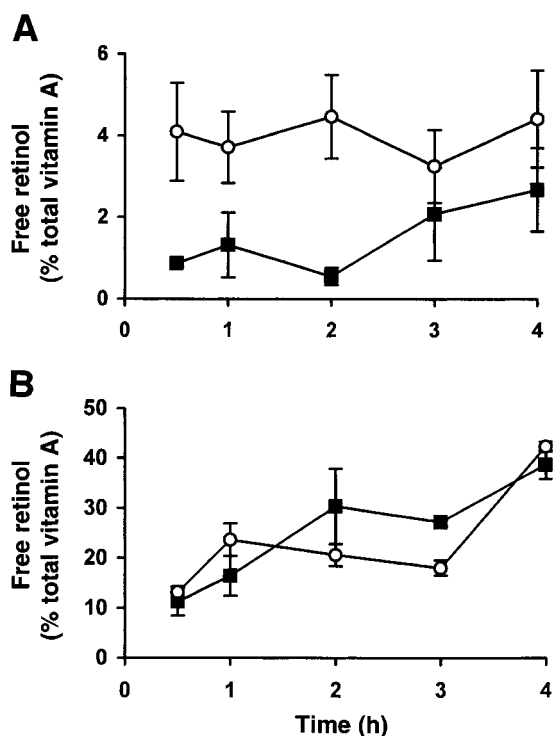 A
Free retinol
(% total vitamin A)
6
4
2
0
0 1 2 3 4
B
Free retinol
(% total vitamin A)
50
40
30
20
10
0
0 1 2 3 4
Time (h)